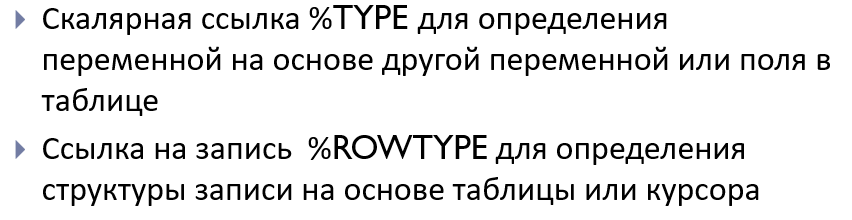 Скалярная ссылка %TYPE для определения
переменной на основе другой переменной или поля в
таблице
Ссылка на запись %ROWTYPE для определения
структуры записи на основе таблицы или курсора